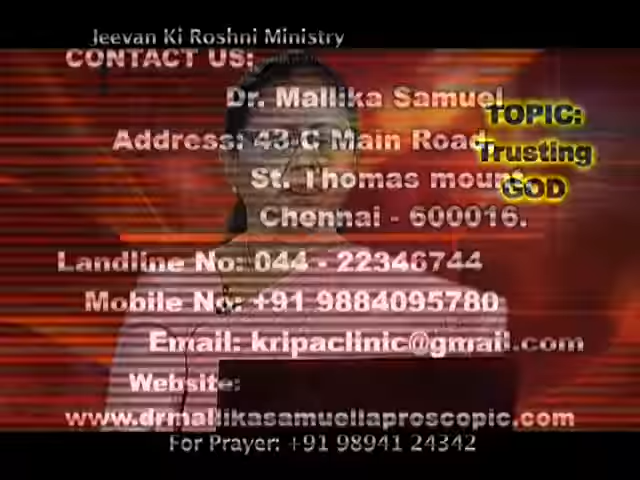 Jeevan Ki Roshni Ministry
CONTACT US:
Dr. Mallika Samuel
Address: 43 C Main Road,
St. Thomas mount
Chennai - 600016.
TOPIC:
Trusting
GOD
Landline No: 044 - 22346744
Mobile No: +91 9884095780
Email: kripaclinic@gmail.com
Website:
www.drmallikasamuellaproscopic.com
For Prayer: +91 98941 24342